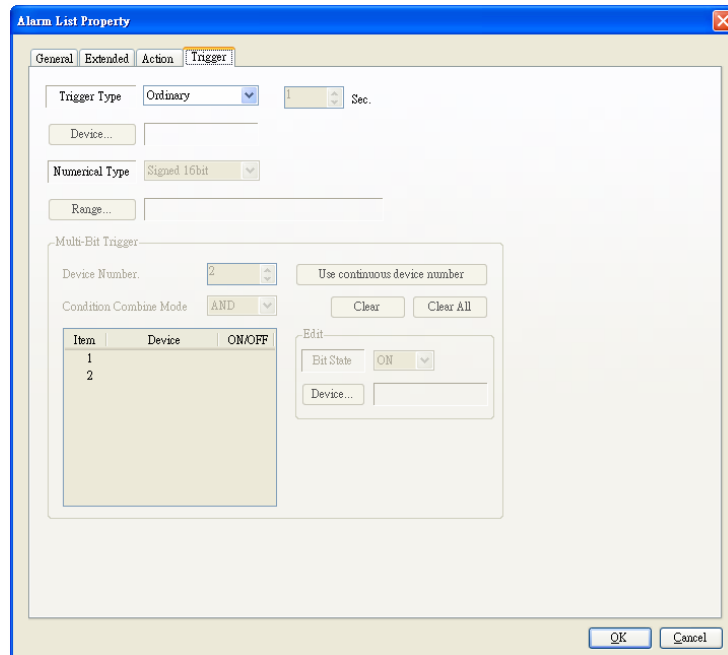 Alarm List Property
General Extended Action Trigger
Trigger Type Ordinary 1 Sec.
Device...
Numerical Type Signed 16bit
Range...
Multi-Bit Trigger
Device Number. 2 Use continuous device number
Condition Combine Mode AND Clear Clear All
Item Device ON/OFF
1
2
Edit
Bit State ON
Device...
OK Cancel